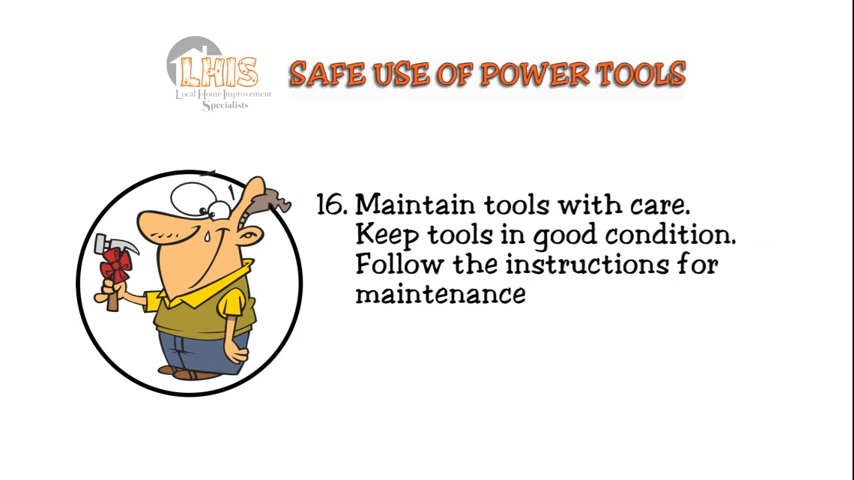 LHIS
Local Home Improvement
Specialists
SAFE USE OF POWER TOOLS
16. Maintain tools with care.
Keep tools in good condition.
Follow the instructions for
maintenance